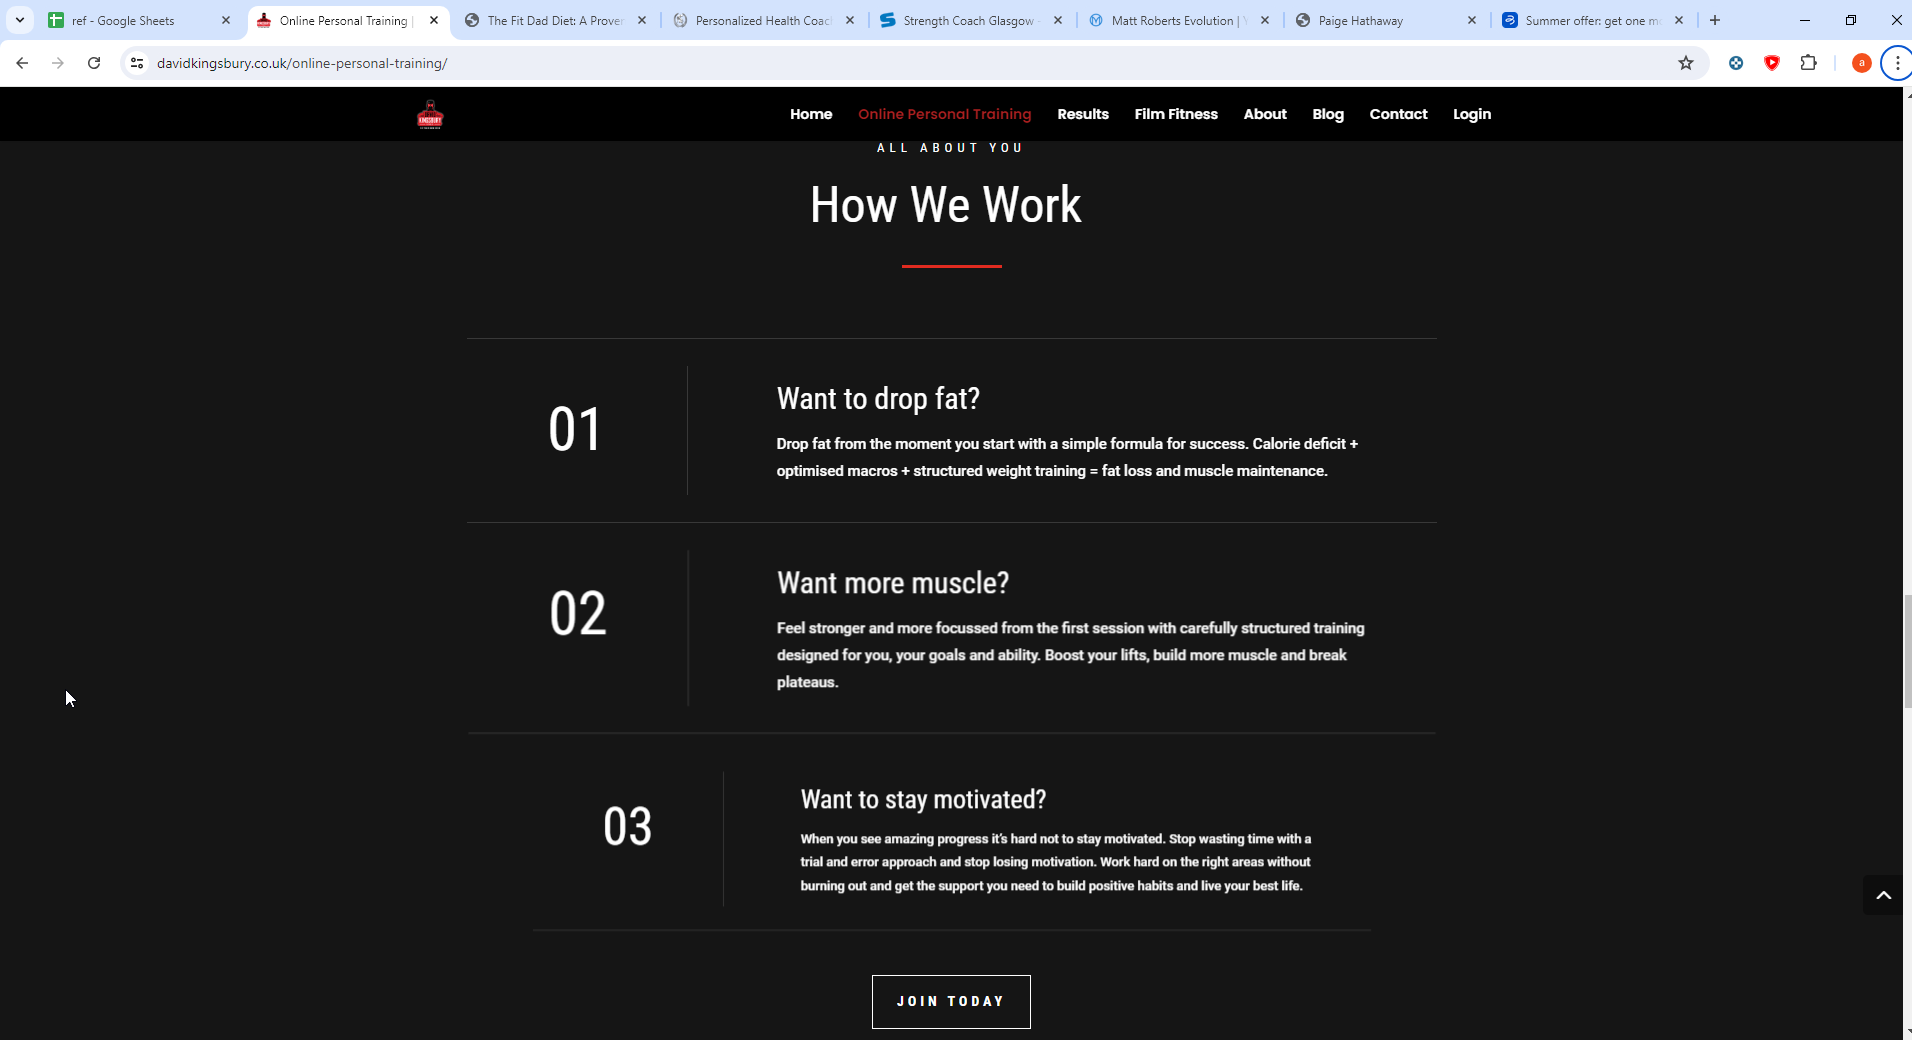 ref - Google Sheets
Online Personal Training |
The Fit Dad Diet: A Prover
Personalized Health Coac
Strength Coach Glasgow
Matt Roberts Evolution |
Paige Hathaway
Summer offer: get one mo
davidkingsbury.co.uk/online-personal-training/
a
KINGSBURY
Home
Online Personal Training
Results
Film Fitness
About
Blog
Contact
Login
ALL ABOUT YOU
How We Work
01
Want to drop fat?
Drop fat from the moment you start with a simple formula for success. Calorie deficit +
optimised macros + structured weight training = fat loss and muscle maintenance.
02
Want more muscle?
Feel stronger and more focussed from the first session with carefully structured training
designed for you, your goals and ability. Boost your lifts, build more muscle and break
plateaus.
03
Want to stay motivated?
When you see amazing progress it's hard not to stay motivated. Stop wasting time with a
trial and error approach and stop losing motivation. Work hard on the right areas without
burning out and get the support you need to build positive habits and live your best life.
JOIN TODAY